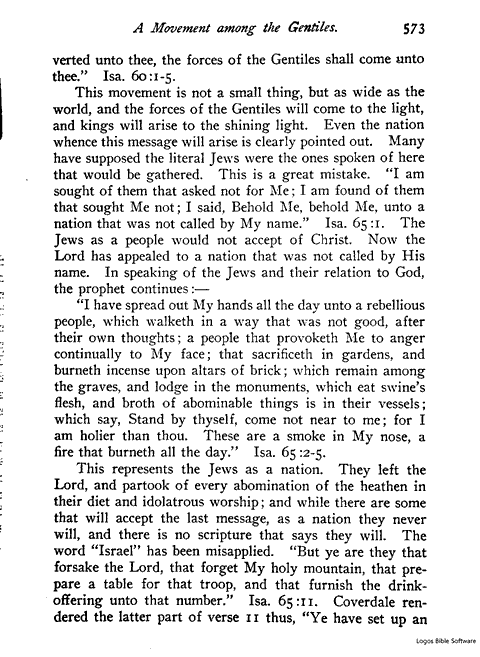 A Movement among the Gentiles. 573
verted unto thee, the forces of the Gentiles shall come unto
thee." Isa. 60:1-5.
This movement is not a small thing, but as wide as the
world, and the forces of the Gentiles will come to the light,
and kings will arise to the shining light. Even the nation
whence this message will arise is clearly pointed out. Many
have supposed the literal Jews were the ones spoken of here
that would be gathered. This is a great mistake. "I am
sought of them that asked not for Me; I am found of them
that sought Me not; I said, Behold Me, behold Me, unto a
nation that was not called by My name." Isa. 65:1. The
Jews as a people would not accept of Christ. Now the
Lord has appealed to a nation that was not called by His
name. In speaking of the Jews and their relation to God,
the prophet continues:—
"I have spread out My hands all the day unto a rebellious
people, which walketh in a way that was not good, after
their own thoughts; a people that provoketh Me to anger
continually to My face; that sacrificeth in gardens, and
burneth incense upon altars of brick; which remain among
the graves, and lodge in the monuments, which eat swine's
flesh, and broth of abominable things is in their vessels;
which say, Stand by thyself, come not near to me; for I
am holier than thou. These are a smoke in My nose, a
fire that burneth all the day." Isa. 65:2-5.
This represents the Jews as a nation. They left the
Lord, and partook of every abomination of the heathen in
their diet and idolatrous worship; and while there are some
that will accept the last message, as a nation they never
will, and there is no scripture that says they will. The
word "Israel" has been misapplied. "But ye are they that
forsake the Lord, that forget My holy mountain, that pre-
pare a table for that troop, and that furnish the drink-
offering unto that number." Isa. 65:11. Coverdale ren-
dered the latter part of verse 11 thus, "Ye have set up an
Logos Bible Software